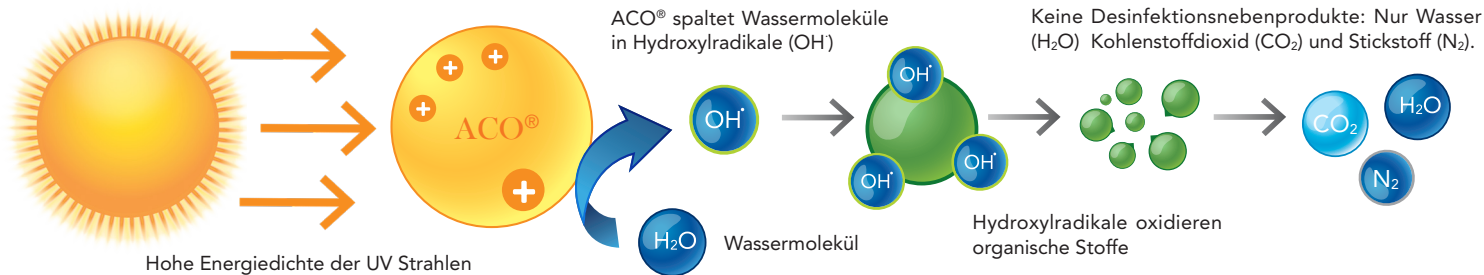 ACO® spaltet Wassermoleküle
in Hydroxylradikale (OH·)
Keine Desinfektionsnebenprodukte: Nur Wasser
(H₂O) Kohlenstoffdioxid (CO₂) und Stickstoff (N₂).
+
+
+
+
ACO®
OH·
OH·
OH·
OH·
CO₂
H₂O
N₂
H₂O
Wassermolekül
Hydroxylradikale oxidieren
organische Stoffe
Hohe Energiedichte der UV Strahlen